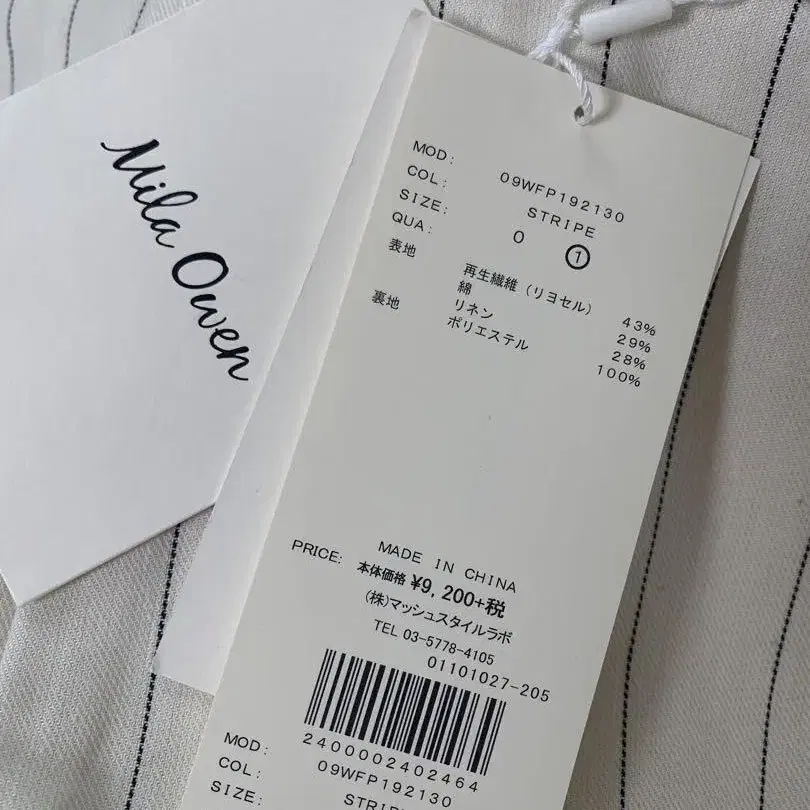 Mila Owen
MOD: 09WFP192130
COL: STRIPE
SIZE: 0 ①
QUA:
表地 再生繊維 (リヨセル) 43%
綿 29%
リネン 28%
裏地 ポリエステル 100%
MADE IN CHINA
PRICE: 本体価格 ¥9,200+税
(株)マッシュスタイルラボ
TEL 03-5778-4105
01101027-205
2400002402464
MOD: 09WFP192130
COL: STRIPE
SIZE: